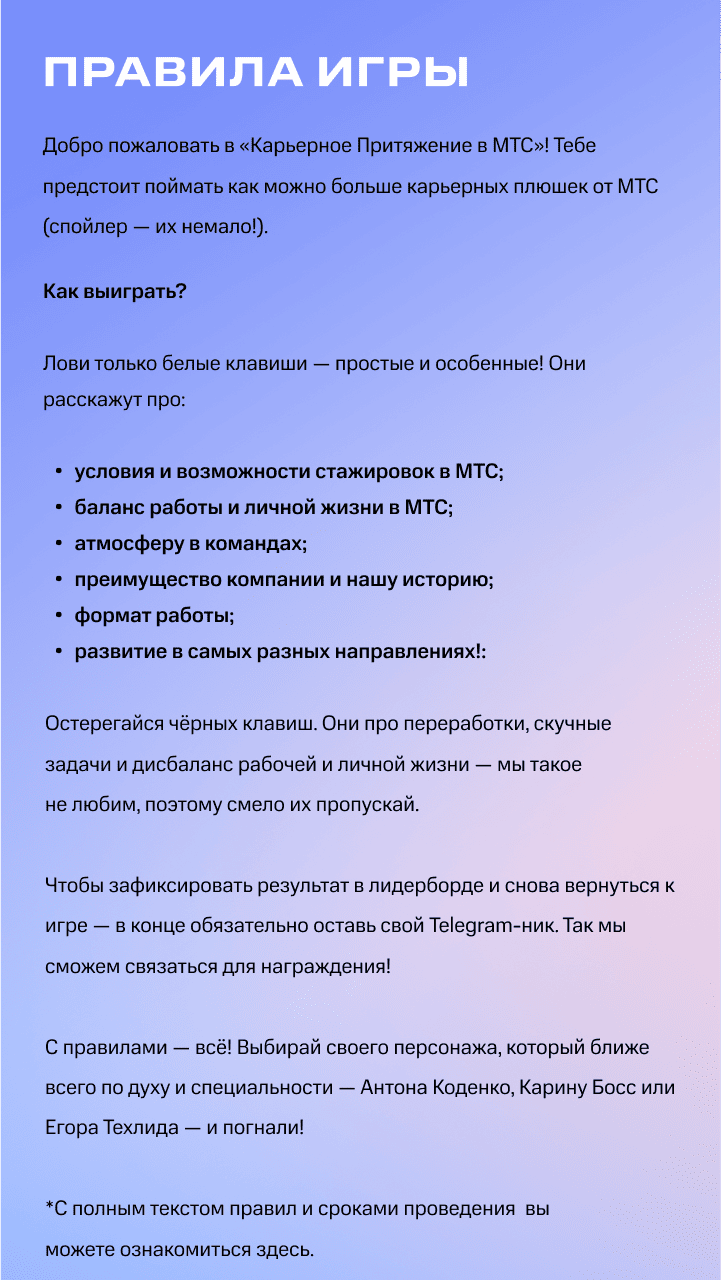 ПРАВИЛА ИГРЫ
Добро пожаловать в «Карьерное Притяжение в МТС»! Тебе
предстоит поймать как можно больше карьерных плюшек от МТС
(спойлер — их немало!).
Как выиграть?
Лови только белые клавиши — простые и особенные! Они
расскажут про:
• условия и возможности стажировок в МТС;
• баланс работы и личной жизни в МТС;
• атмосферу в командах;
• преимущество компании и нашу историю;
• формат работы;
• развитие в самых разных направлениях!:
Остерегайся чёрных клавиш. Они про переработки, скучные
задачи и дисбаланс рабочей и личной жизни — мы такое
не любим, поэтому смело их пропускай.
Чтобы зафиксировать результат в лидерборде и снова вернуться к
игре — в конце обязательно оставь свой Telegram-ник. Так мы
сможем связаться для награждения!
С правилами — всё! Выбирай своего персонажа, который ближе
всего по духу и специальности — Антона Коденко, Карину Босс или
Егора Техлида — и погнали!
*С полным текстом правил и сроками проведения  вы
можете ознакомиться здесь.